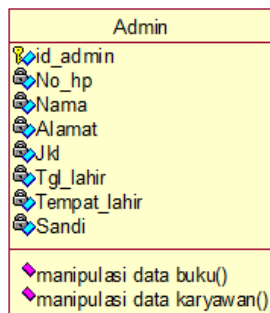 Admin
id_admin
No_hp
Nama
Alamat
Jkl
Tgl_lahir
Tempat_lahir
Sandi
manipulasi data buku()
manipulasi data karyawan()